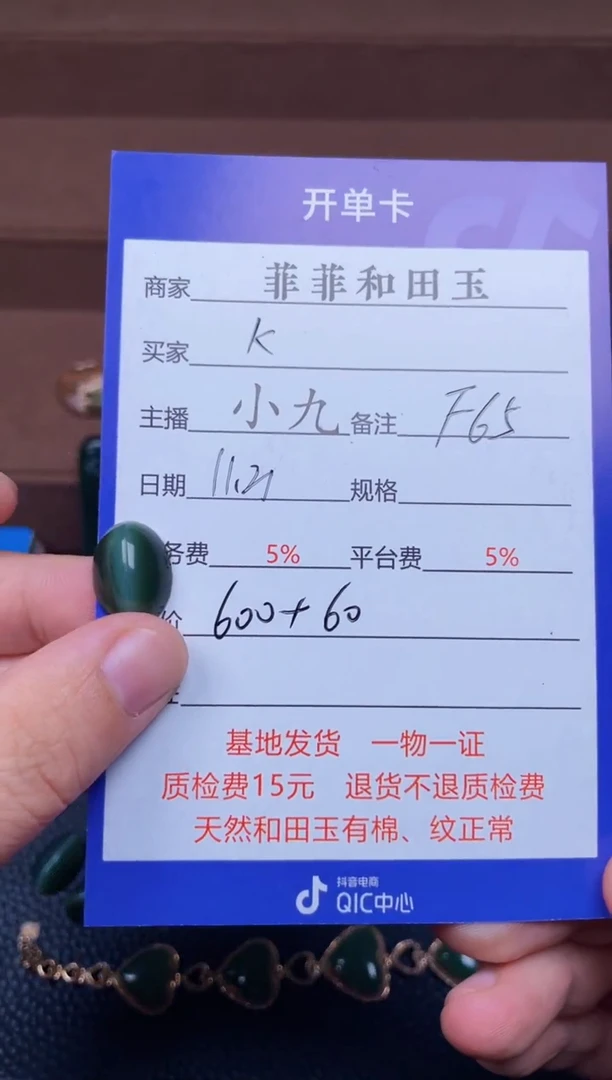 开单卡
商家 菲菲和田玉
买家 K
主播 小九 备注 F65
日期 11.21 规格
务费 5% 平台费 5%
价 600+60
基地发货 一物一证
质检费15元 退货不退质检费
天然和田玉有棉、纹正常
抖音电商
QIC中心